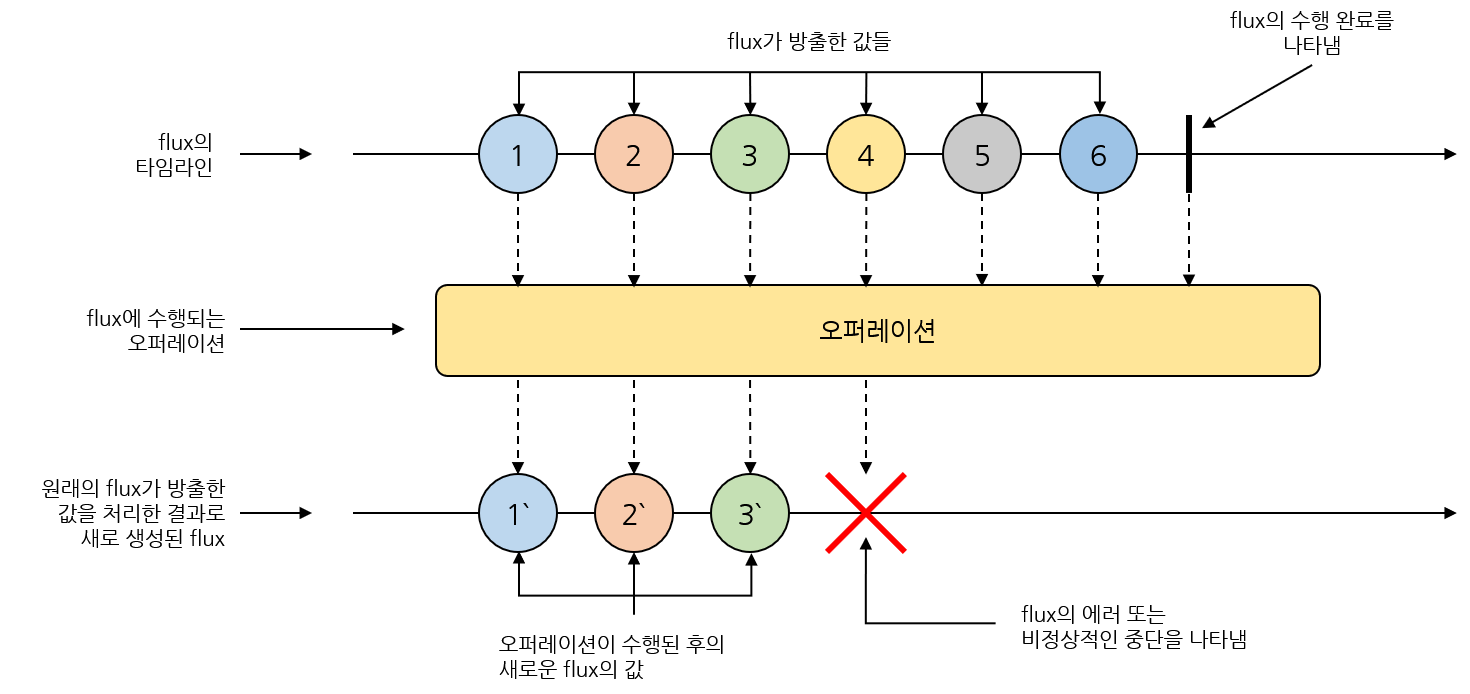 flux가 방출한 값들
flux의 수행 완료를
나타냄
flux의
타임라인
1
2
3
4
5
6
flux에 수행되는
오퍼레이션
오퍼레이션
원래의 flux가 방출한
값을 처리한 결과로
새로 생성된 flux
1`
2`
3`
오퍼레이션이 수행된 후의
새로운 flux의 값
flux의 에러 또는
비정상적인 중단을 나타냄